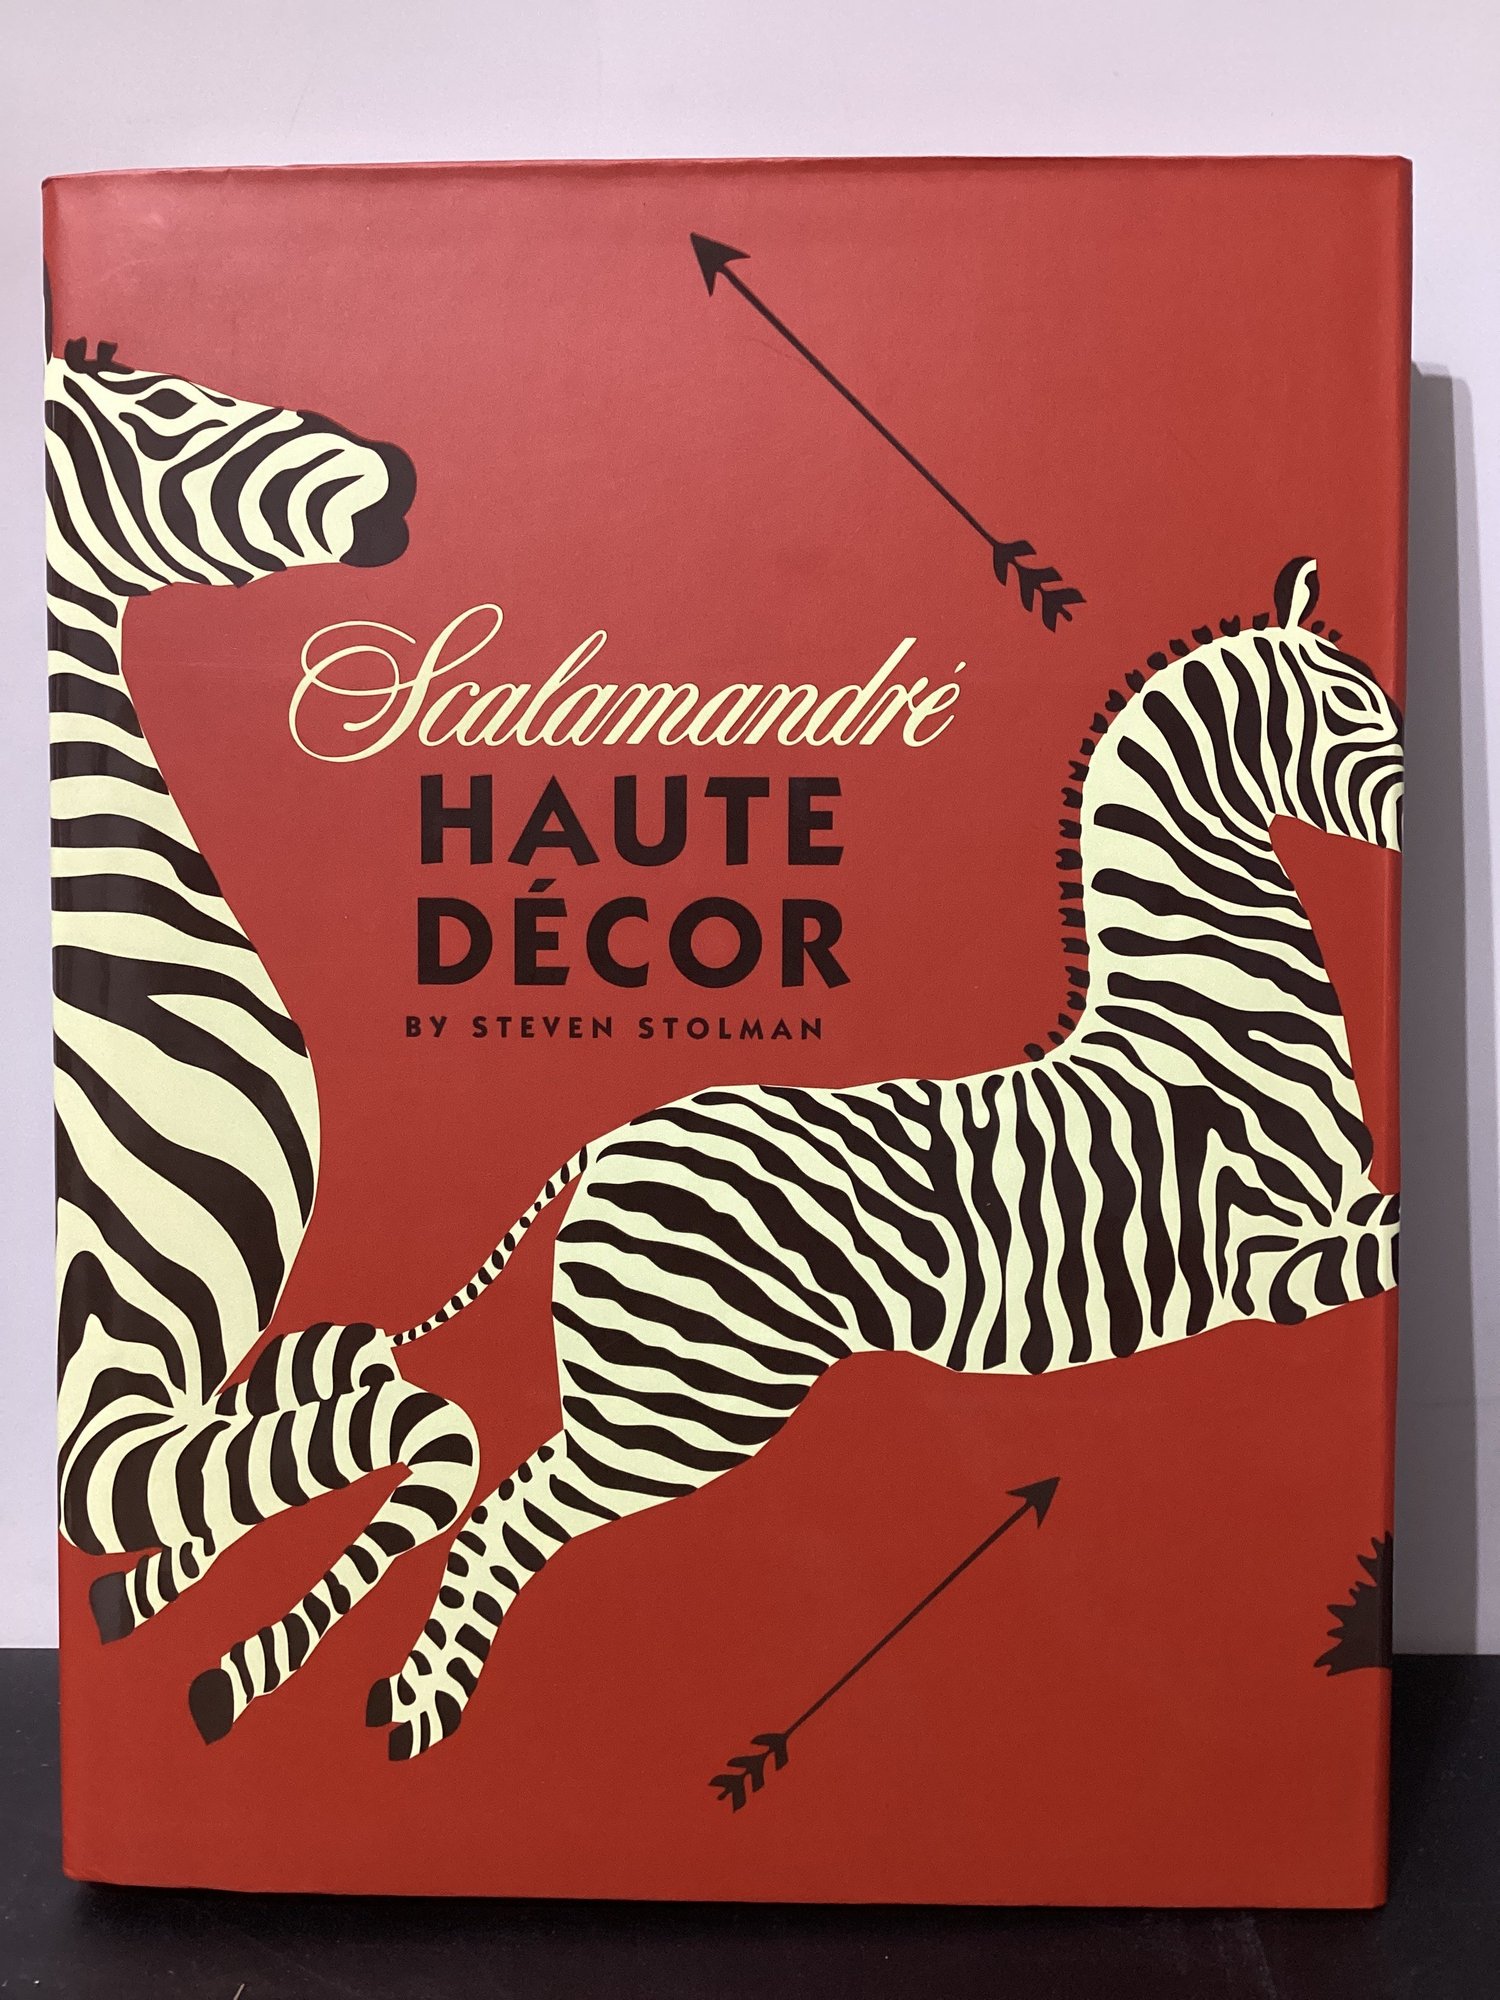 Scalamandré
HAUTE
DÉCOR
BY STEVEN STOLMAN